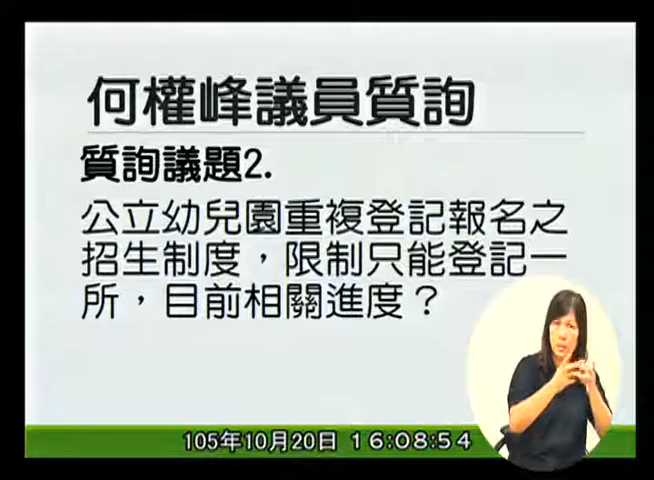 何權峰議員質詢
質詢議題2.
公立幼兒園重複登記報名之
招生制度，限制只能登記一
所，目前相關進度？
105年10月20日 16:08:54